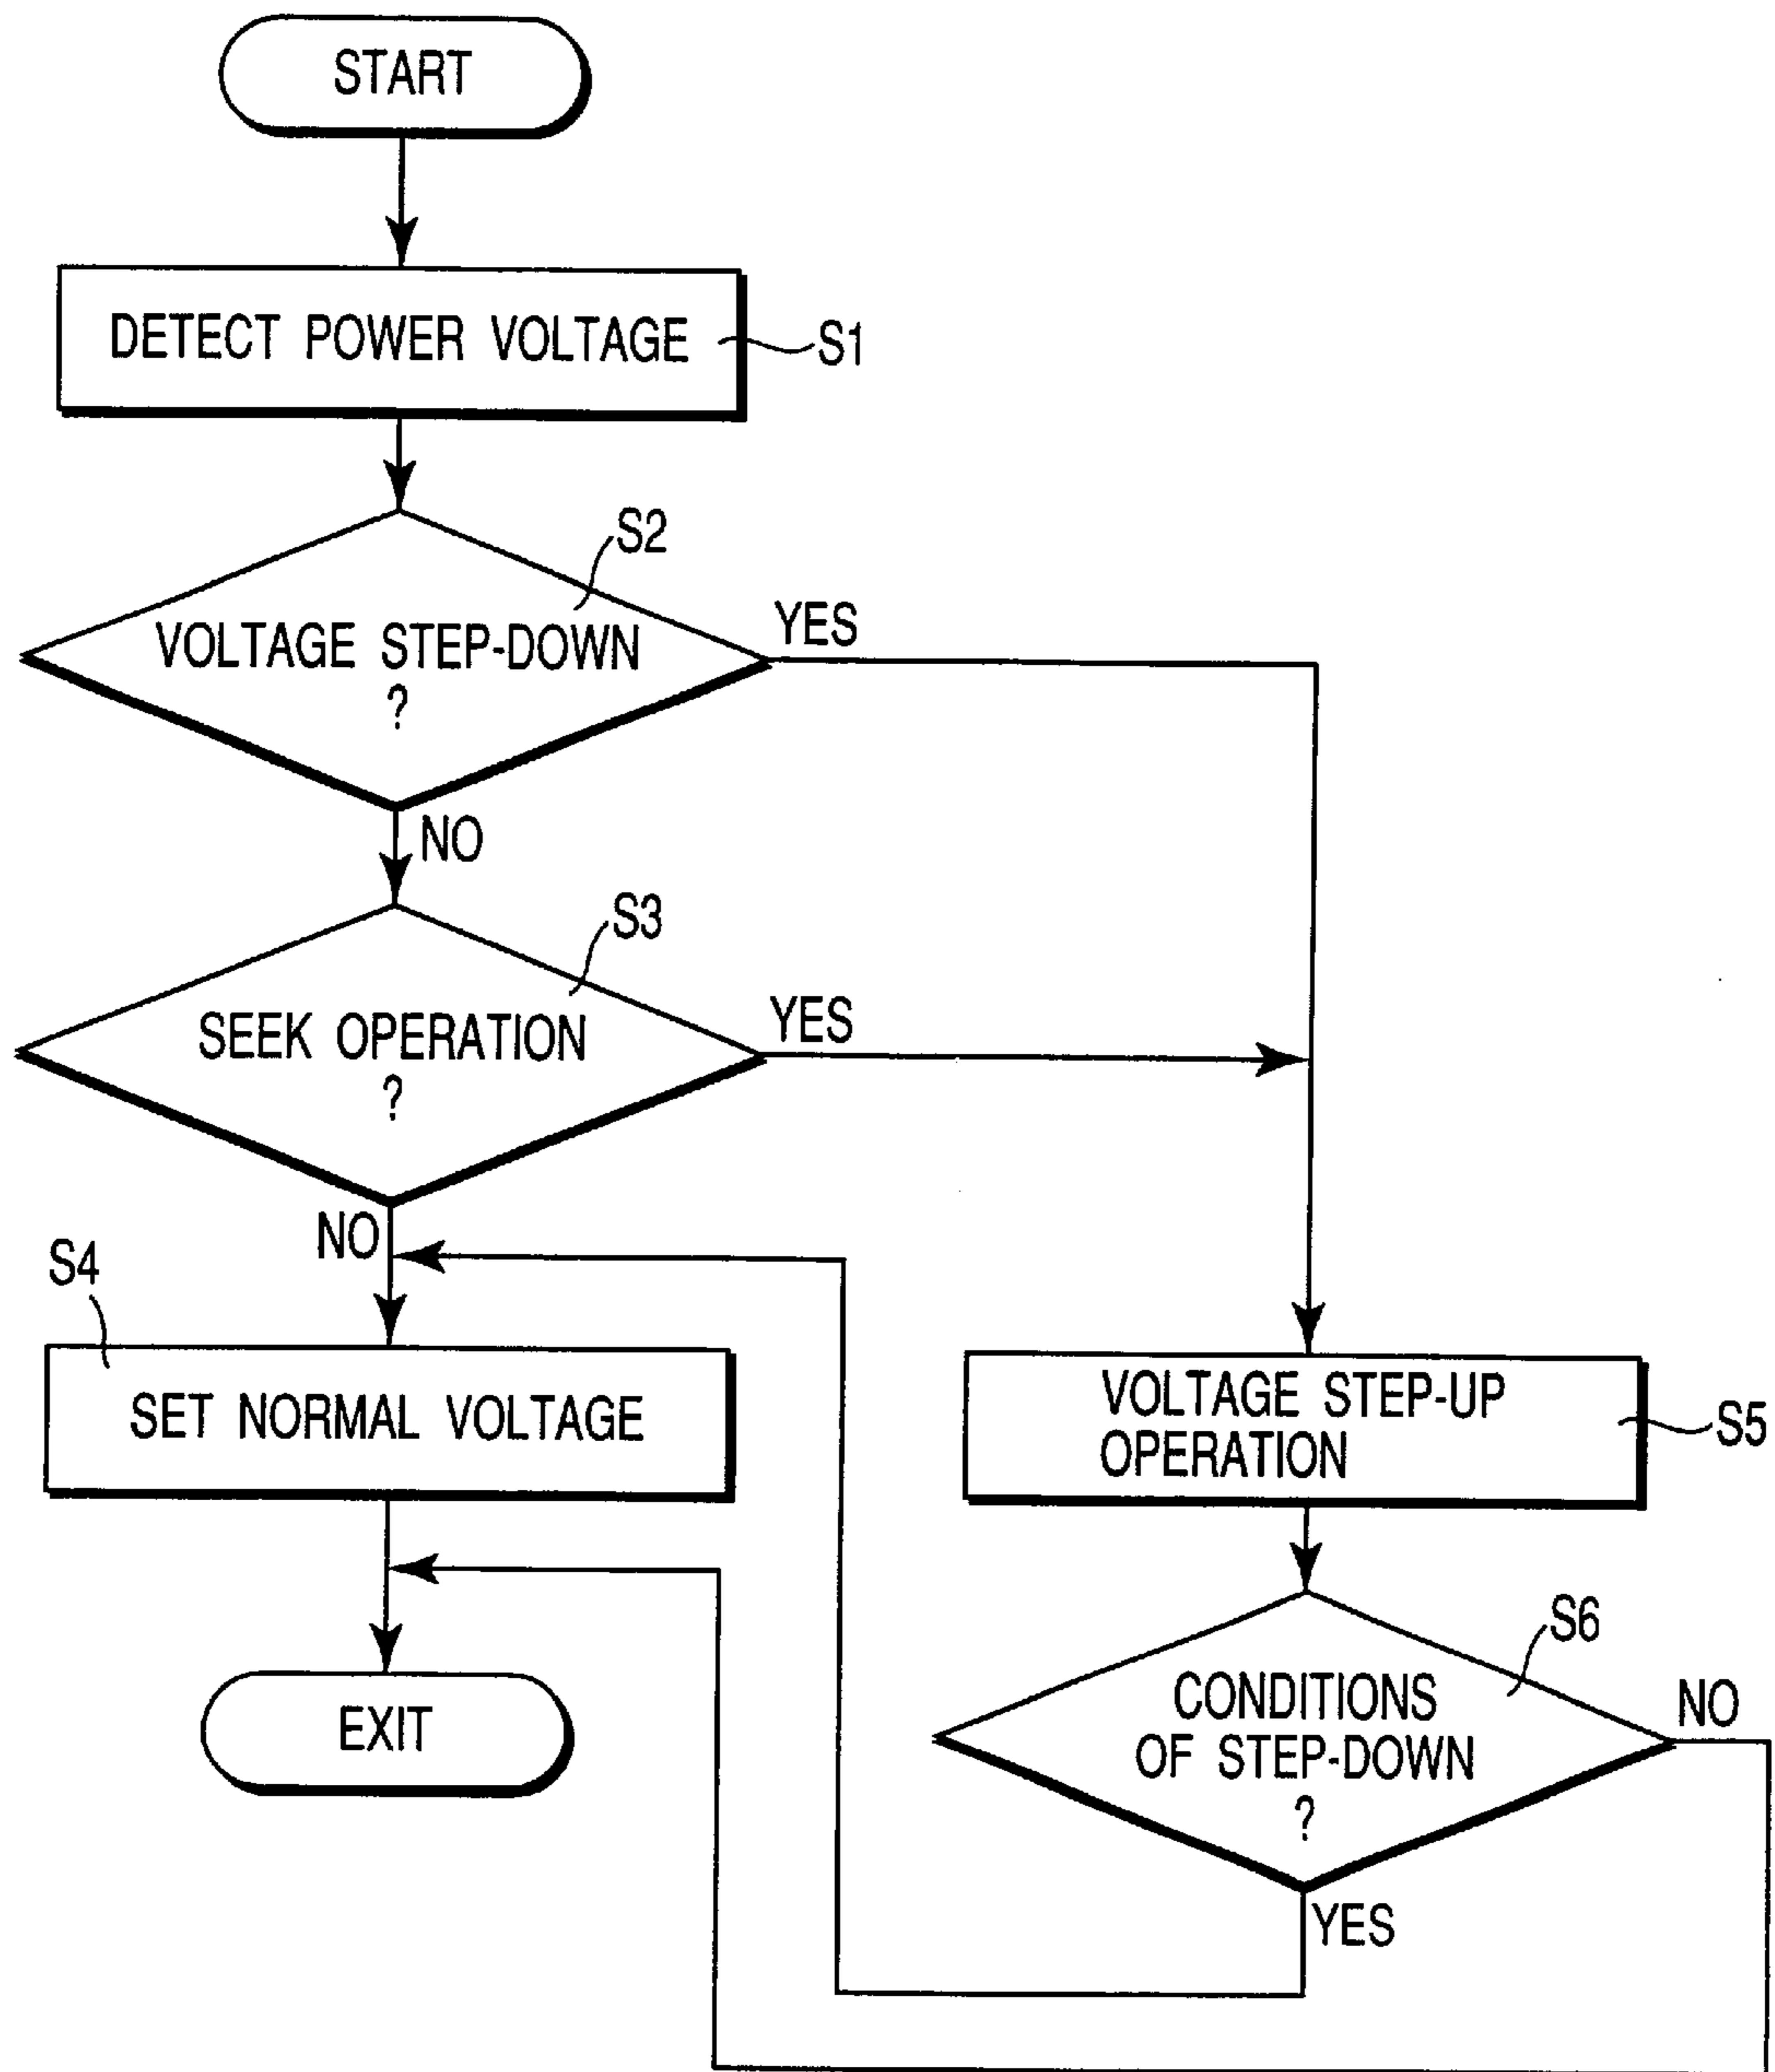 START
DETECT POWER VOLTAGE
S1
S2
VOLTAGE STEP-DOWN
?
YES
NO
S3
SEEK OPERATION
?
YES
NO
S4
SET NORMAL VOLTAGE
VOLTAGE STEP-UP
OPERATION
S5
S6
CONDITIONS
OF STEP-DOWN
?
NO
YES
EXIT